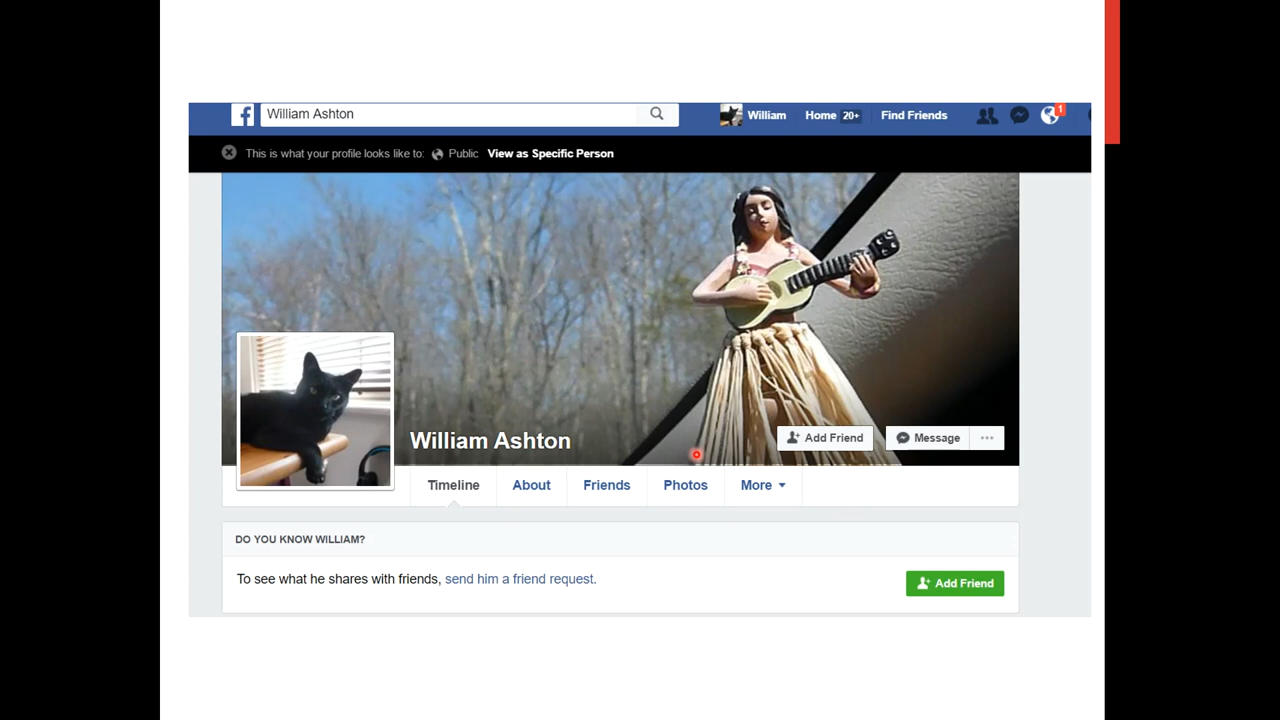 William Ashton
William Home 20+ Find Friends 1
This is what your profile looks like to: Public View as Specific Person
William Ashton
Add Friend Message
Timeline About Friends Photos More
DO YOU KNOW WILLIAM?
To see what he shares with friends, send him a friend request.
Add Friend